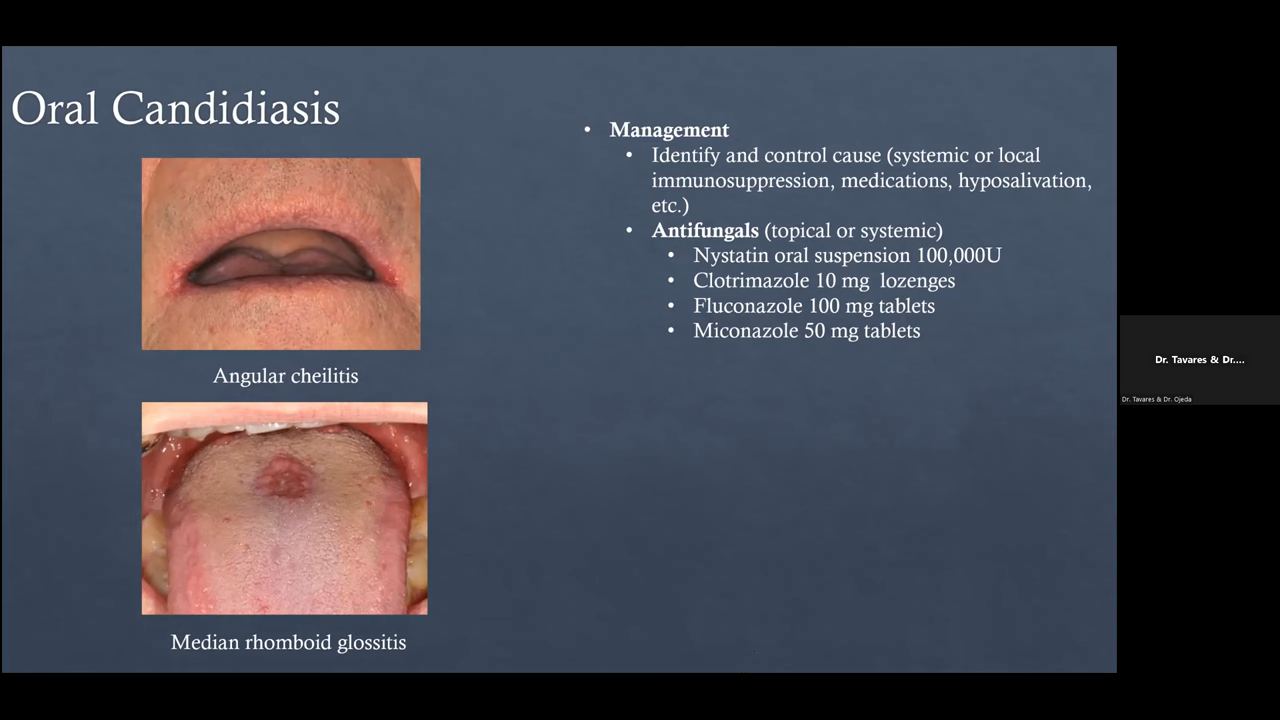 Oral Candidiasis
Angular cheilitis
Median rhomboid glossitis
• Management
• Identify and control cause (systemic or local
immunosuppression, medications, hyposalivation,
etc.)
• Antifungals (topical or systemic)
• Nystatin oral suspension 100,000U
• Clotrimazole 10 mg  lozenges
• Fluconazole 100 mg tablets
• Miconazole 50 mg tablets
Dr. Tavares & Dr....
Dr. Tavares & Dr. Ojeda